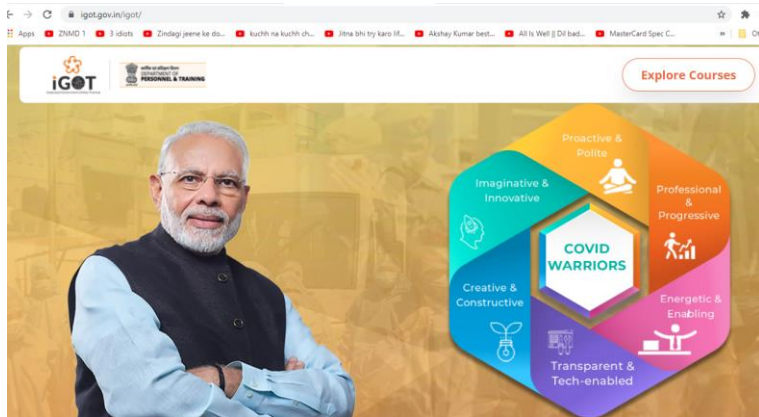 igot.gov.in/igot/
Apps
ZNMD 1
3 idiots
Zindagi jeene ke do...
kuchh na kuchh ch...
Jitna bhi try karo lif...
Akshay Kumar best...
All Is Well || Dil bad...
MasterCard Spec C...
iGOT
DEPARTMENT OF
PERSONNEL & TRAINING
Explore Courses
Proactive &
Polite
Imaginative &
Innovative
Professional
&
Progressive
COVID
WARRIORS
Creative &
Constructive
Energetic &
Enabling
Transparent &
Tech-enabled